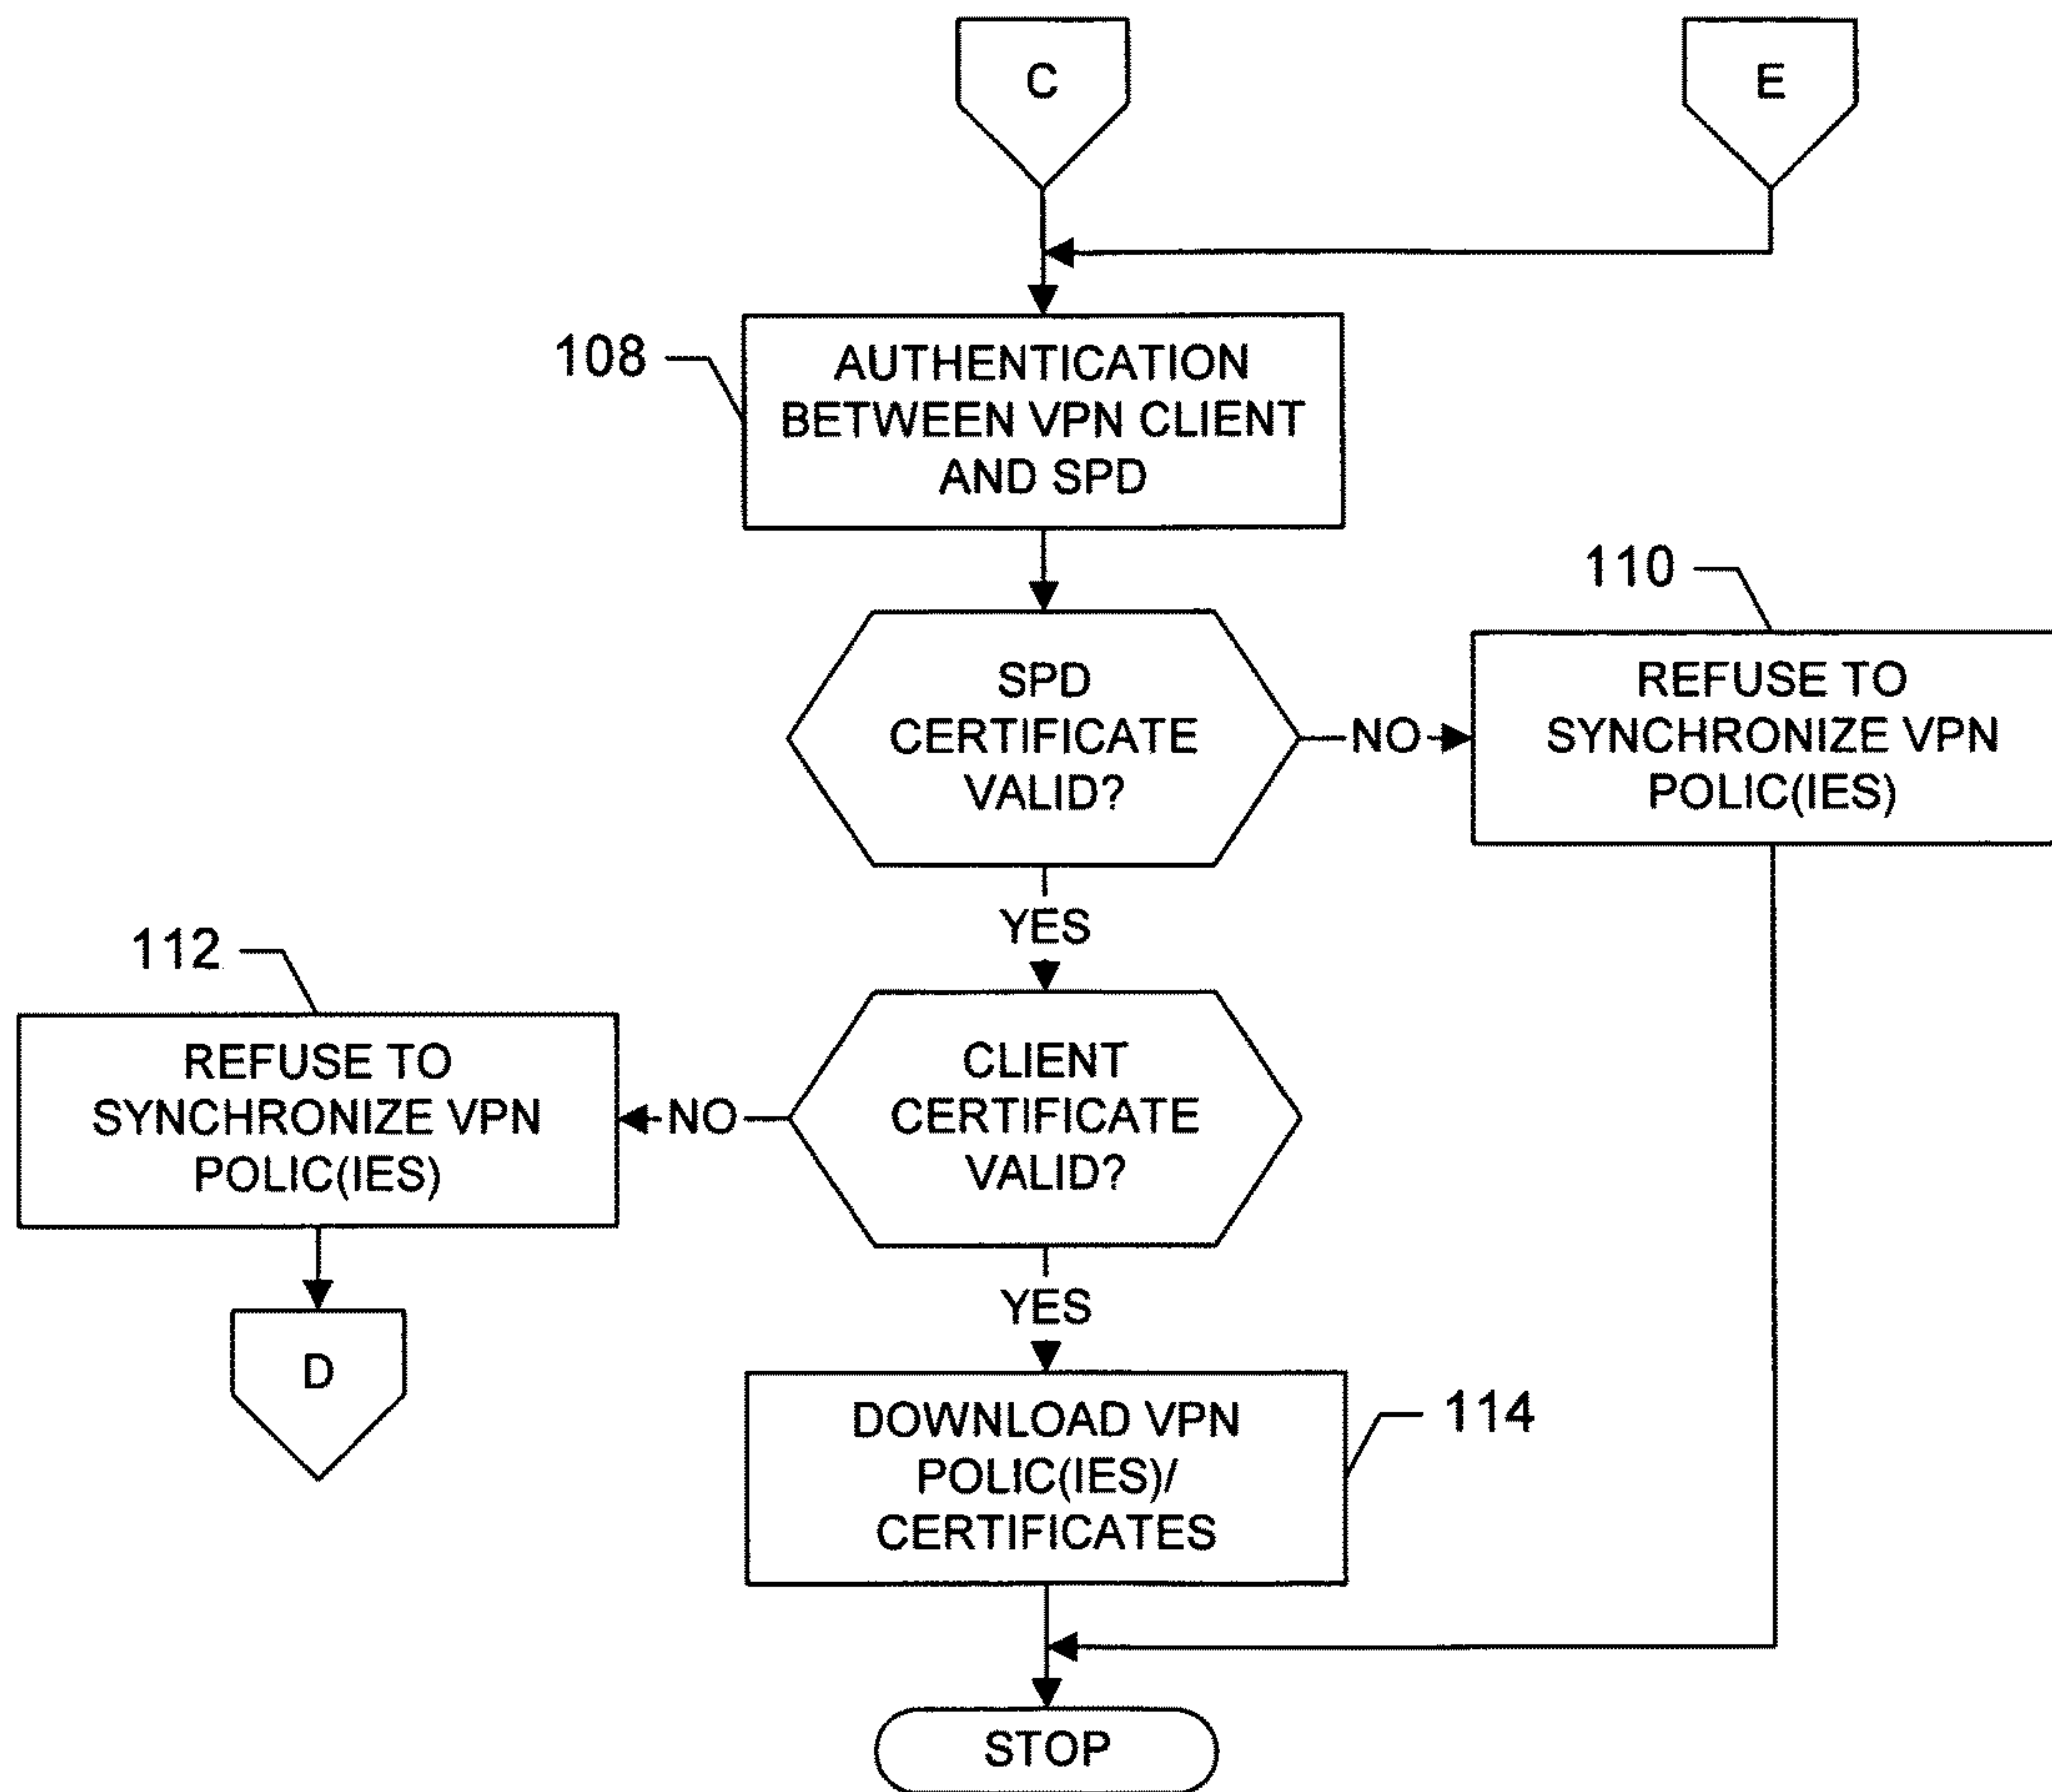 C
E
108
AUTHENTICATION
BETWEEN VPN CLIENT
AND SPD
110
SPD
CERTIFICATE
VALID?
NO
REFUSE TO
SYNCHRONIZE VPN
POLIC(IES)
YES
112
REFUSE TO
SYNCHRONIZE VPN
POLIC(IES)
NO
CLIENT
CERTIFICATE
VALID?
YES
D
DOWNLOAD VPN
POLIC(IES)/
CERTIFICATES
114
STOP